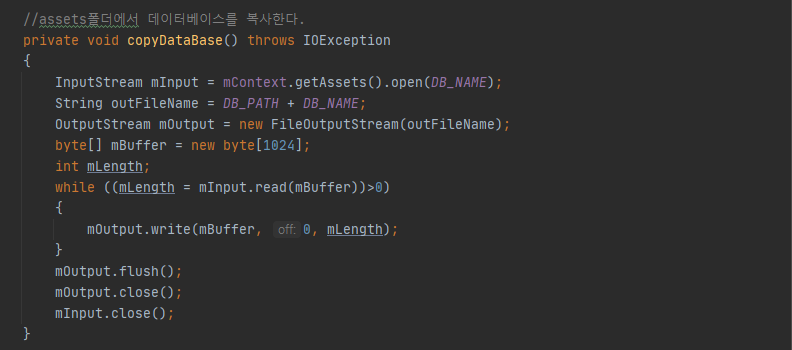 //assets폴더에서 데이터베이스를 복사한다.
private void copyDataBase() throws IOException
{
    InputStream mInput = mContext.getAssets().open(DB_NAME);
    String outFileName = DB_PATH + DB_NAME;
    OutputStream mOutput = new FileOutputStream(outFileName);
    byte[] mBuffer = new byte[1024];
    int mLength;
    while ((mLength = mInput.read(mBuffer))>0)
    {
        mOutput.write(mBuffer, off: 0, mLength);
    }
    mOutput.flush();
    mOutput.close();
    mInput.close();
}